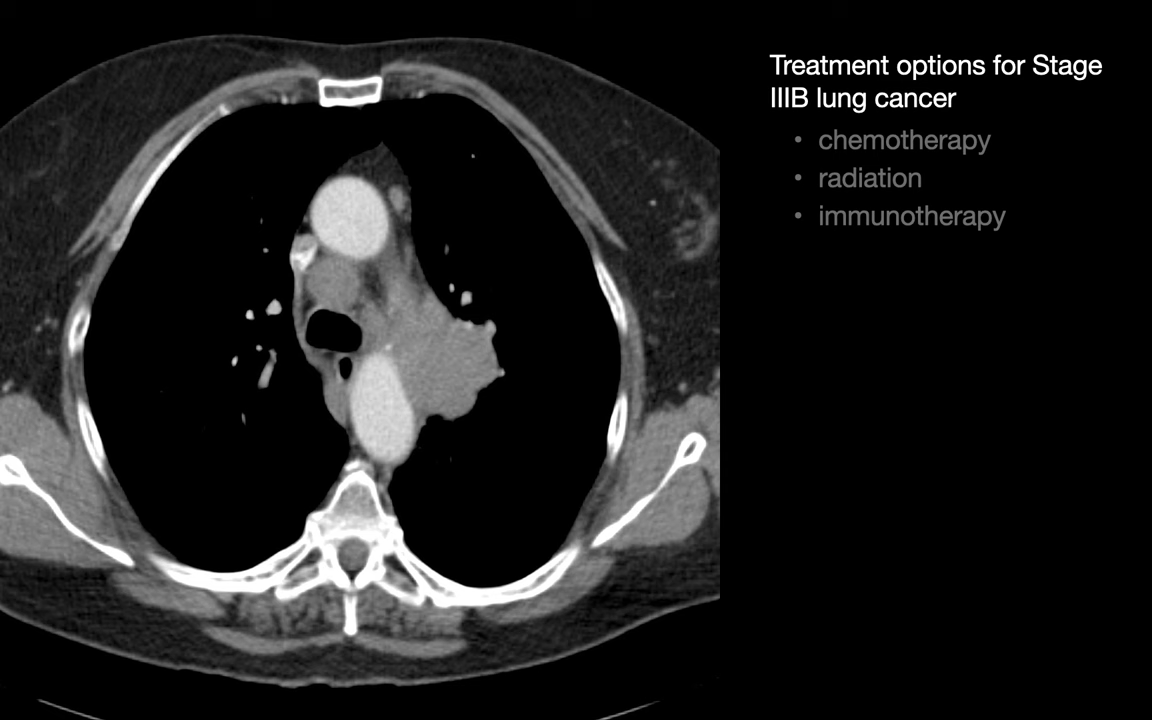 Treatment options for Stage
IIIB lung cancer
• chemotherapy
• radiation
• immunotherapy